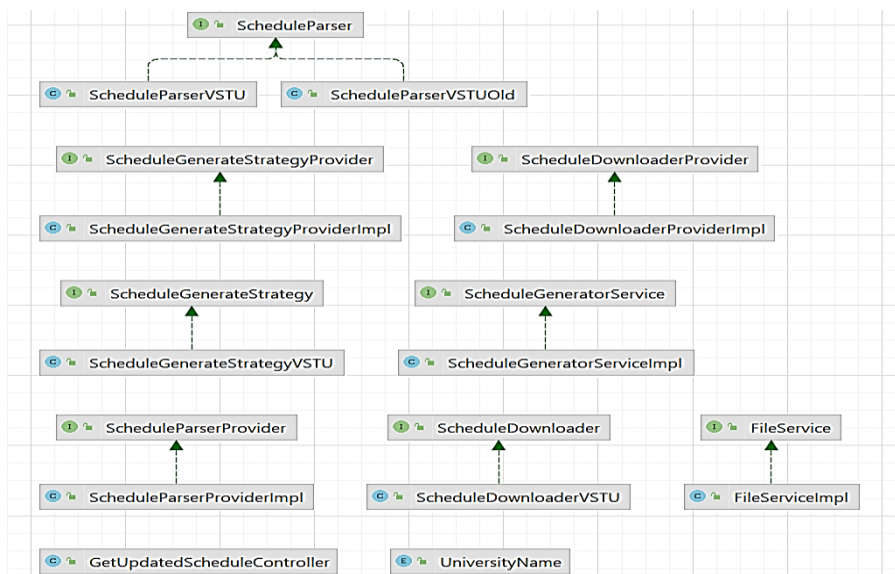 I ScheduleParser
C ScheduleParserVSTU
C ScheduleParserVSTUOld
I ScheduleGenerateStrategyProvider
I ScheduleDownloaderProvider
C ScheduleGenerateStrategyProviderImpl
C ScheduleDownloaderProviderImpl
I ScheduleGenerateStrategy
I ScheduleGeneratorService
C ScheduleGenerateStrategyVSTU
C ScheduleGeneratorServiceImpl
I ScheduleParserProvider
I ScheduleDownloader
I FileService
C ScheduleParserProviderImpl
C ScheduleDownloaderVSTU
C FileServiceImpl
C GetUpdatedScheduleController
E UniversityName